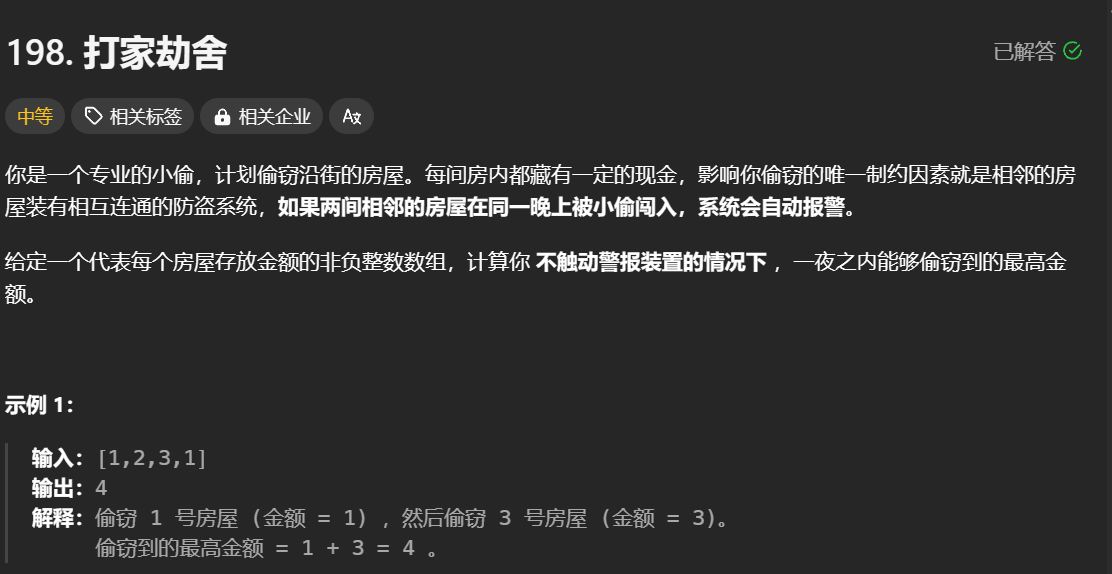 198. 打家劫舍
已解答
中等 相关标签 相关企业
你是一个专业的小偷，计划偷窃沿街的房屋。每间房内都藏有一定的现金，影响你偷窃的唯一制约因素就是相邻的房
屋装有相互连通的防盗系统，如果两间相邻的房屋在同一晚上被小偷闯入，系统会自动报警。
给定一个代表每个房屋存放金额的非负整数数组，计算你 不触动警报装置的情况下 ，一夜之内能够偷窃到的最高金
额。
示例 1：
输入：[1,2,3,1]
输出：4
解释：偷窃 1 号房屋 (金额 = 1) ，然后偷窃 3 号房屋 (金额 = 3)。
偷窃到的最高金额 = 1 + 3 = 4 。